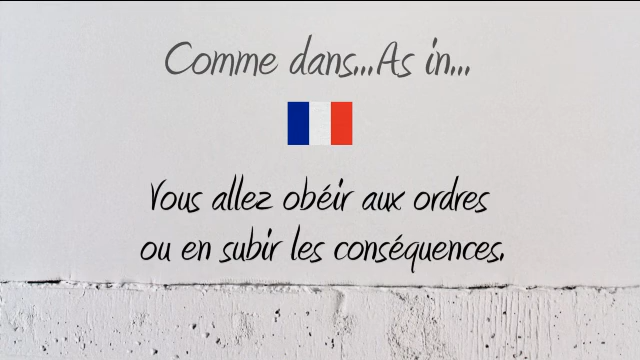 Comme dans...As in...
Vous allez obéir aux ordres
ou en subir les conséquences.